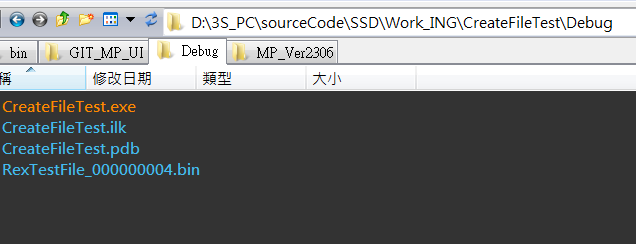 D:\3S_PC\sourceCode\SSD\Work_ING\CreateFileTest\Debug
bin GIT_MP_UI Debug MP_Ver2306
稱 修改日期 類型 大小
CreateFileTest.exe
CreateFileTest.ilk
CreateFileTest.pdb
RexTestFile_000000004.bin